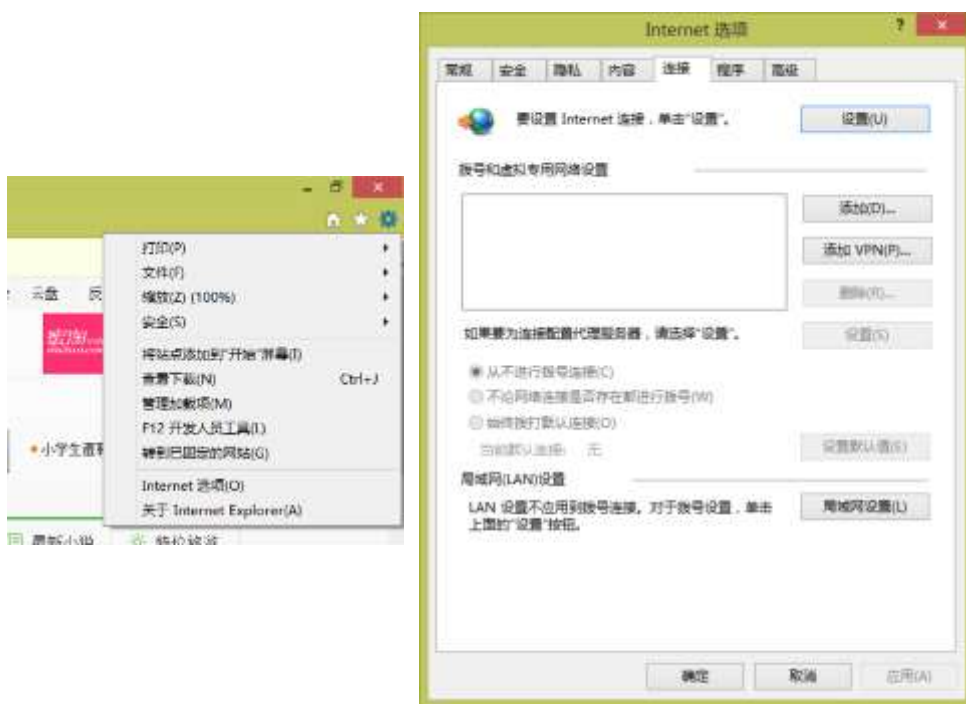 打印(P)
文件(F)
缩放(Z) (100%)
安全(S)
将站点添加到"开始"屏幕(I)
查看下载(N) Ctrl+J
管理加载项(M)
F12 开发人员工具(L)
转到已固定的网站(G)
Internet 选项(O)
关于 Internet Explorer(A)
云盘 反
•小学生
最新小说 特价旅游
Internet 选项
常规 安全 隐私 内容 连接 程序 高级
要设置 Internet 连接，单击"设置"。 设置(U)
拨号和虚拟专用网络设置
添加(D)...
添加 VPN(P)...
删除(R)...
如果要为连接配置代理服务器，请选择"设置"。 设置(S)
从不进行拨号连接(C)
不论网络连接是否存在都进行拨号(W)
始终拨打默认连接(O)
当前默认连接: 无 设置默认值(E)
局域网(LAN)设置
LAN 设置不应用到拨号连接。对于拨号设置，单击 局域网设置(L)
上面的"设置"按钮。
确定 取消 应用(A)